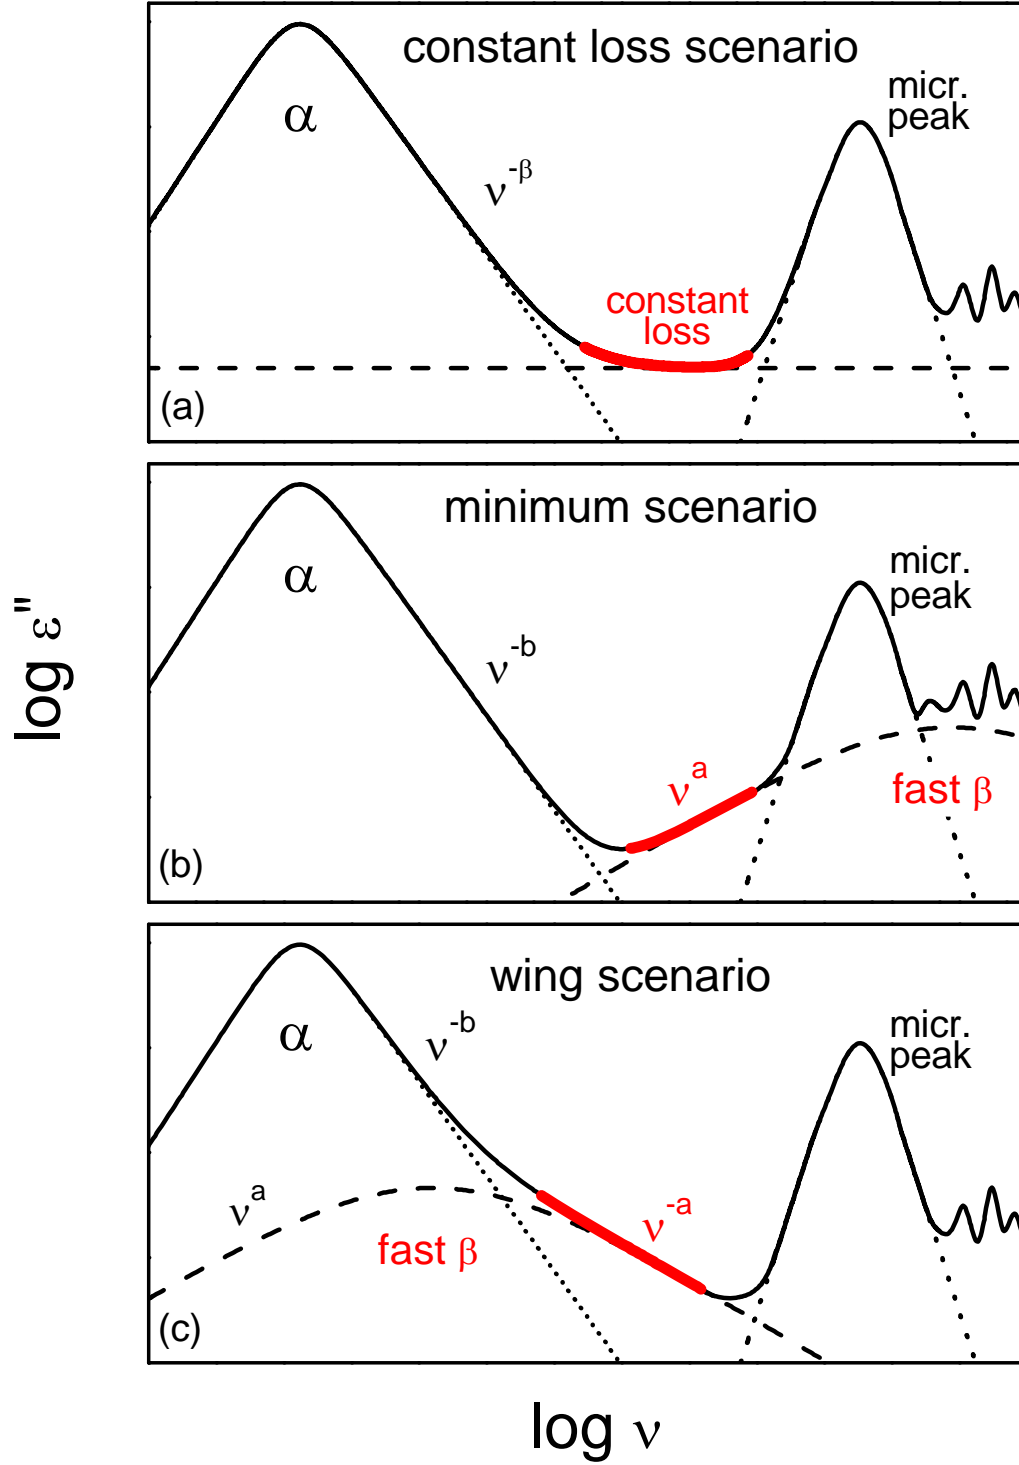 constant loss scenario
micr.
peak
α
ν^-β
constant
loss
(a)
minimum scenario
micr.
peak
α
ν^-b
ν^a
fast β
(b)
log ε"
wing scenario
micr.
peak
α
ν^-b
ν^a
fast β
ν^-a
(c)
log ν